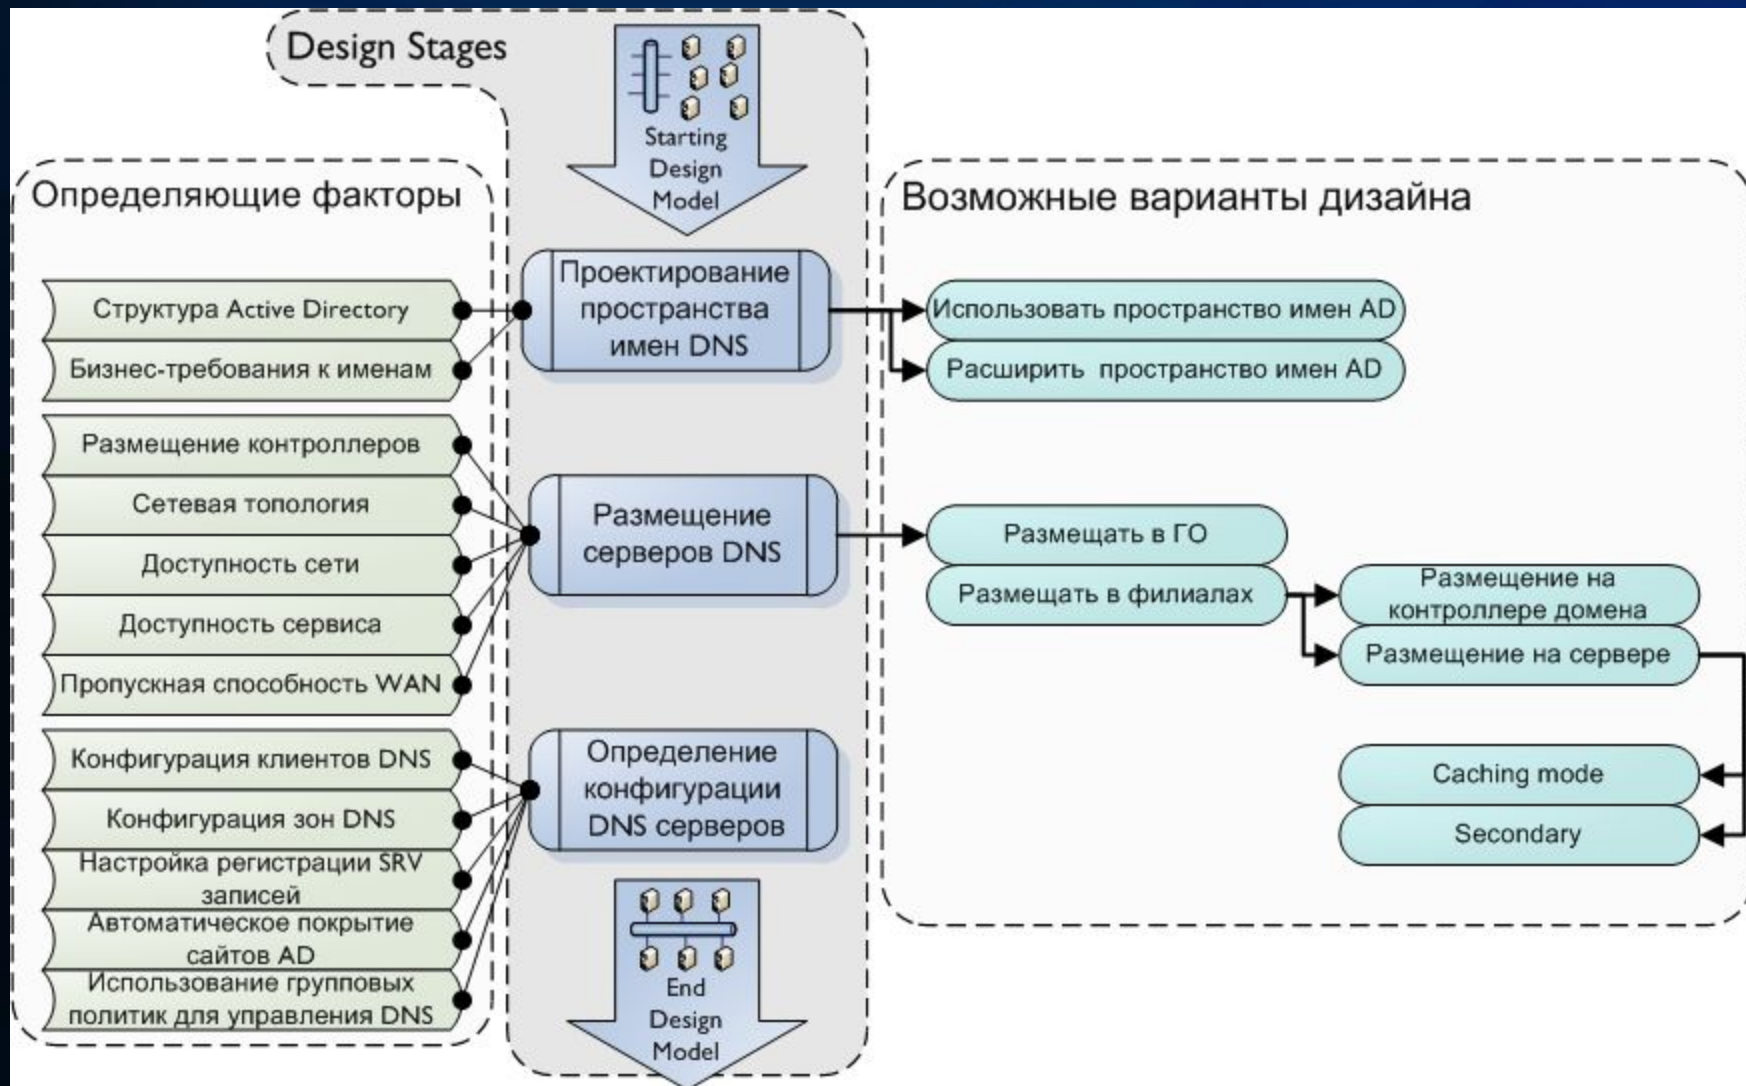 Design Stages
Starting
Design
Model
Определяющие факторы
Структура Active Directory
Бизнес-требования к именам
Размещение контроллеров
Сетевая топология
Доступность сети
Доступность сервиса
Пропускная способность WAN
Конфигурация клиентов DNS
Конфигурация зон DNS
Настройка регистрации SRV
записей
Автоматическое покрытие
сайтов AD
Использование групповых
политик для управления DNS
Проектирование
пространства
имен DNS
Размещение
серверов DNS
Определение
конфигурации
DNS серверов
End
Design
Model
Возможные варианты дизайна
Использовать пространство имен AD
Расширить пространство имен AD
Размещать в ГО
Размещать в филиалах
Размещение на
контроллере домена
Размещение на сервере
Caching mode
Secondary